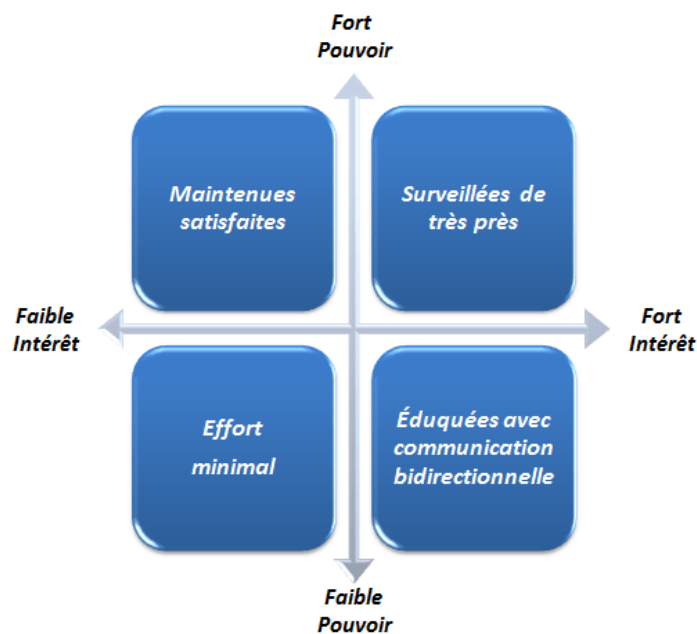 Fort
Pouvoir
Maintenues
satisfaites
Surveillées de
très près
Faible
Intérêt
Fort
Intérêt
Effort
minimal
Éduquées avec
communication
bidirectionnelle
Faible
Pouvoir